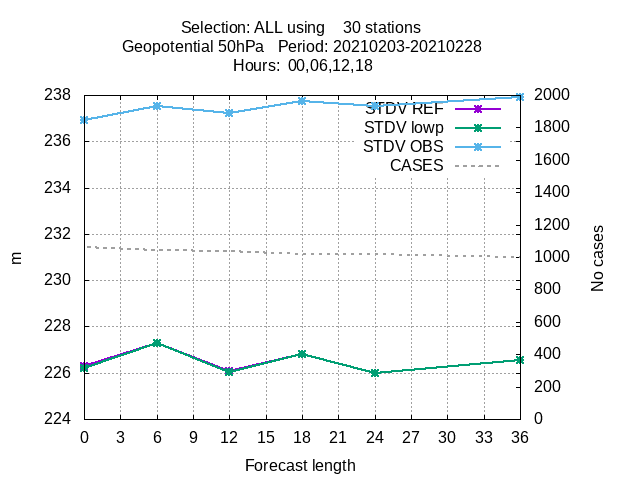 Selection: ALL using    30 stations
Geopotential 50hPa   Period: 20210203-20210228
Hours:  00,06,12,18
238
236
234
232
230
228
226
224
m
2000
1800
1600
1400
1200
1000
800
600
400
200
0
No cases
STDV REF
STDV lowp
STDV OBS
CASES
0 3 6 9 12 15 18 21 24 27 30 33 36
Forecast length